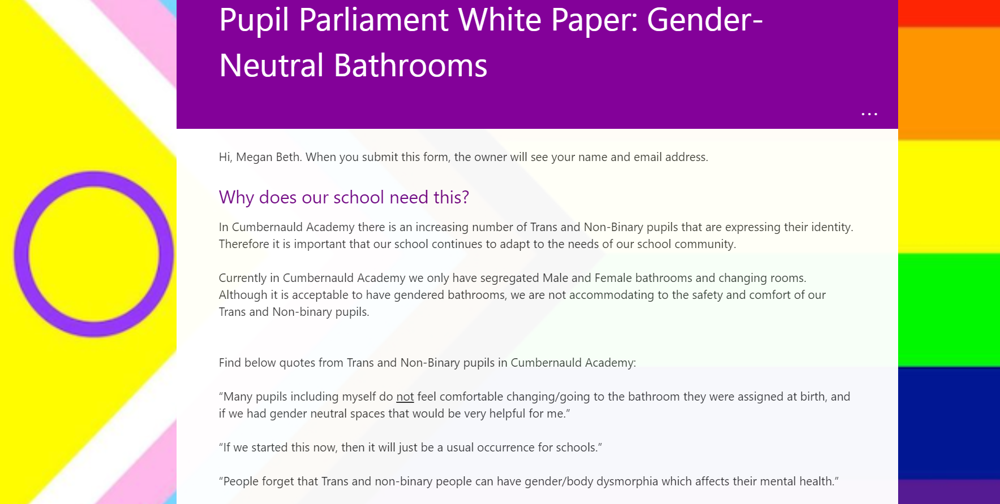 Pupil Parliament White Paper: Gender-
Neutral Bathrooms
...
Hi, Megan Beth. When you submit this form, the owner will see your name and email address.
Why does our school need this?
In Cumbernauld Academy there is an increasing number of Trans and Non-Binary pupils that are expressing their identity.
Therefore it is important that our school continues to adapt to the needs of our school community.
Currently in Cumbernauld Academy we only have segregated Male and Female bathrooms and changing rooms.
Although it is acceptable to have gendered bathrooms, we are not accommodating to the safety and comfort of our
Trans and Non-binary pupils.
Find below quotes from Trans and Non-Binary pupils in Cumbernauld Academy:
“Many pupils including myself do not feel comfortable changing/going to the bathroom they were assigned at birth, and
if we had gender neutral spaces that would be very helpful for me.”
“If we started this now, then it will just be a usual occurrence for schools.”
“People forget that Trans and non-binary people can have gender/body dysmorphia which affects their mental health.”